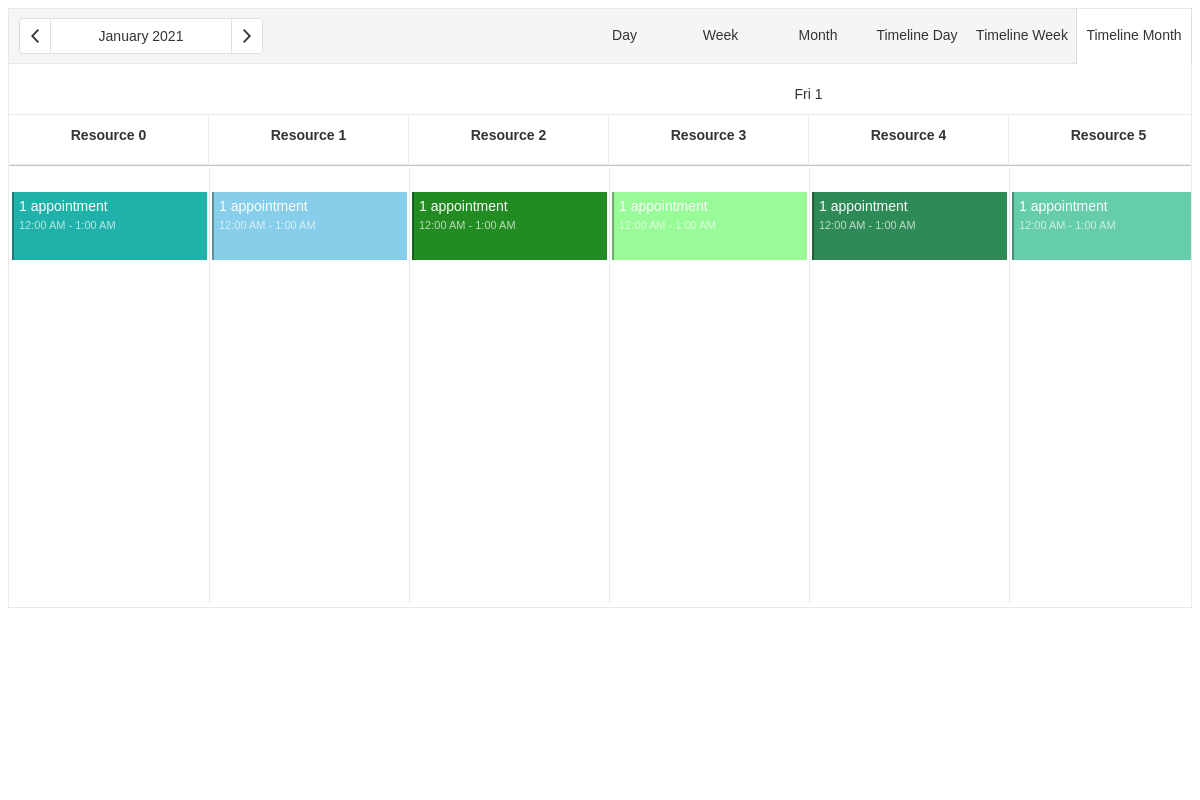 January 2021
Day Week Month Timeline Day Timeline Week Timeline Month
Fri 1
Resource 0 Resource 1 Resource 2 Resource 3 Resource 4 Resource 5
1 appointment 1 appointment 1 appointment 1 appointment 1 appointment 1 appointment
12:00 AM - 1:00 AM 12:00 AM - 1:00 AM 12:00 AM - 1:00 AM 12:00 AM - 1:00 AM 12:00 AM - 1:00 AM 12:00 AM - 1:00 AM